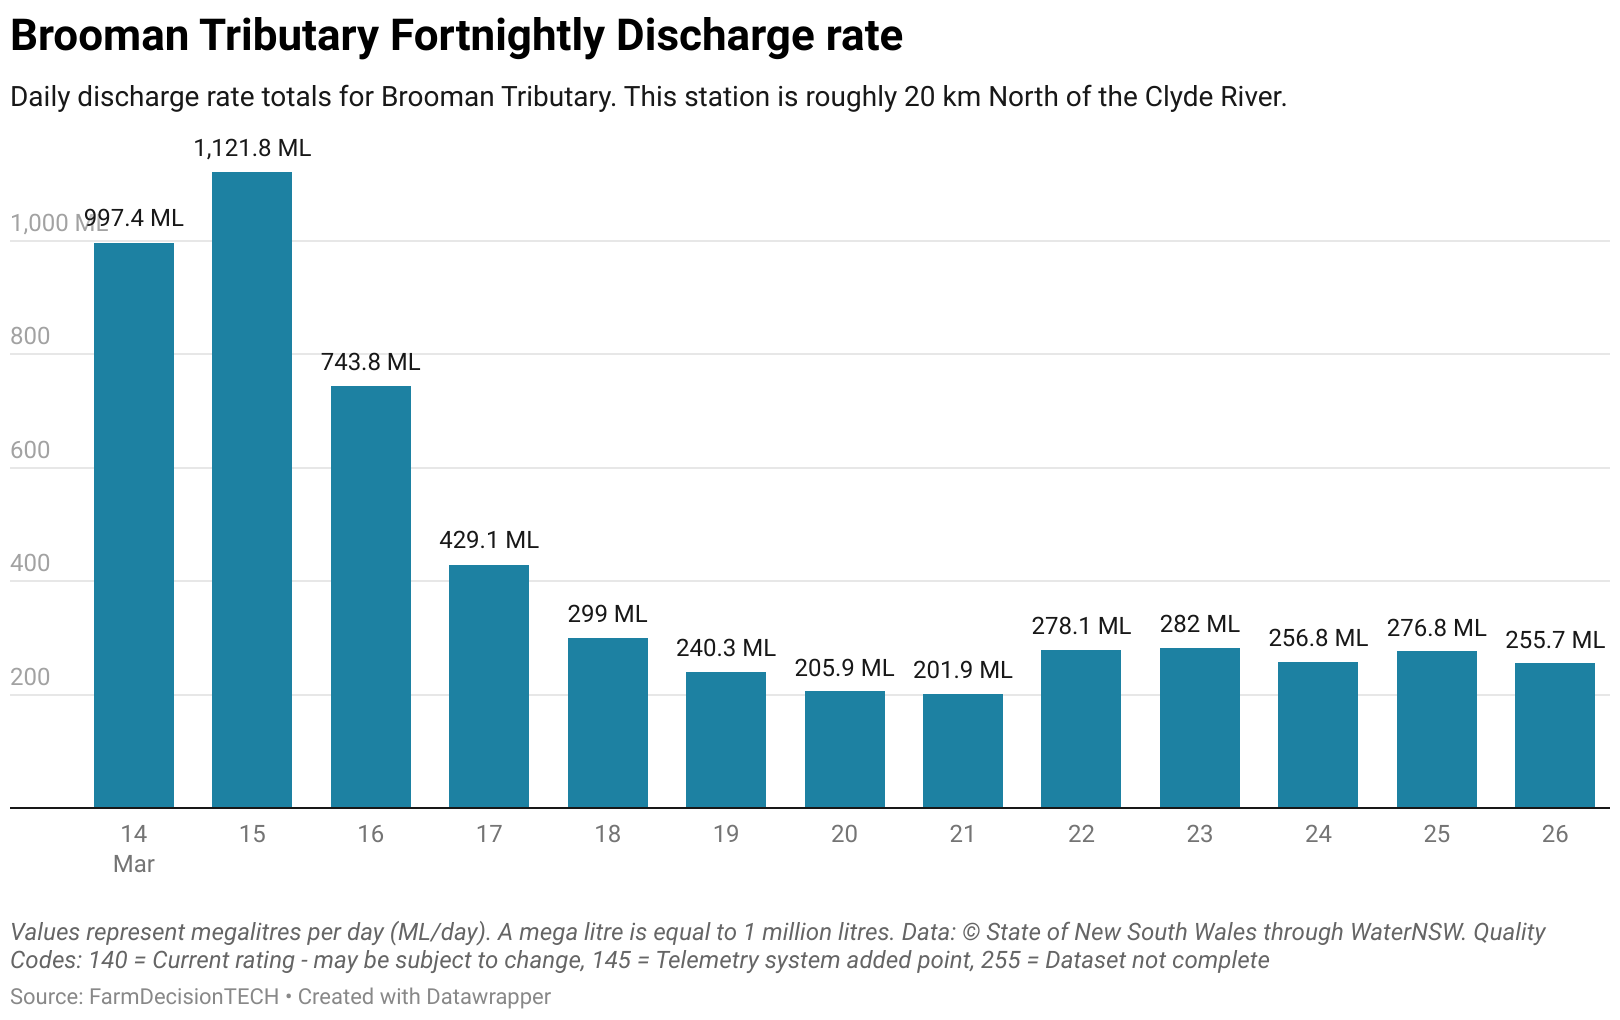 Brooman Tributary Fortnightly Discharge rate
Daily discharge rate totals for Brooman Tributary. This station is roughly 20 km North of the Clyde River.
1,121.8 ML
1,000 ML
997.4 ML
800
743.8 ML
600
429.1 ML
400
299 ML
278.1 ML
282 ML
276.8 ML
256.8 ML
255.7 ML
240.3 ML
205.9 ML
201.9 ML
200
14 15 16 17 18 19 20 21 22 23 24 25 26
Mar
Values represent megalitres per day (ML/day). A mega litre is equal to 1 million litres. Data: © State of New South Wales through WaterNSW. Quality
Codes: 140 = Current rating - may be subject to change, 145 = Telemetry system added point, 255 = Dataset not complete
Source: FarmDecisionTECH • Created with Datawrapper